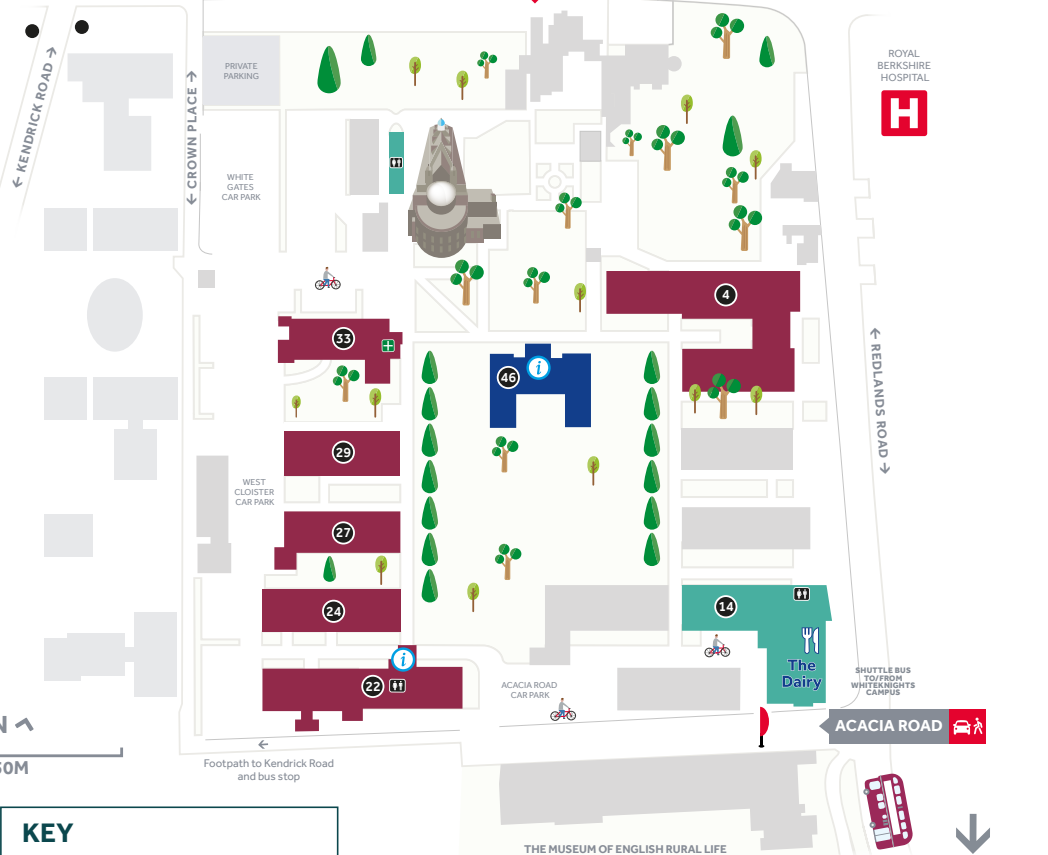 ROYAL
BERKSHIRE
HOSPITAL
H
PRIVATE
PARKING
← KENDRICK ROAD →
← CROWN PLACE →
WHITE
GATES
CAR PARK
4
33
46
i
← REDLANDS ROAD →
29
WEST
CLOISTER
CAR PARK
27
24
14
The
Dairy
i
22
ACACIA ROAD
CAR PARK
SHUTTLE BUS
TO/FROM
WHITEKNIGHTS
CAMPUS
ACACIA ROAD
N
50M
←
Footpath to Kendrick Road
and bus stop
KEY
THE MUSEUM OF ENGLISH RURAL LIFE